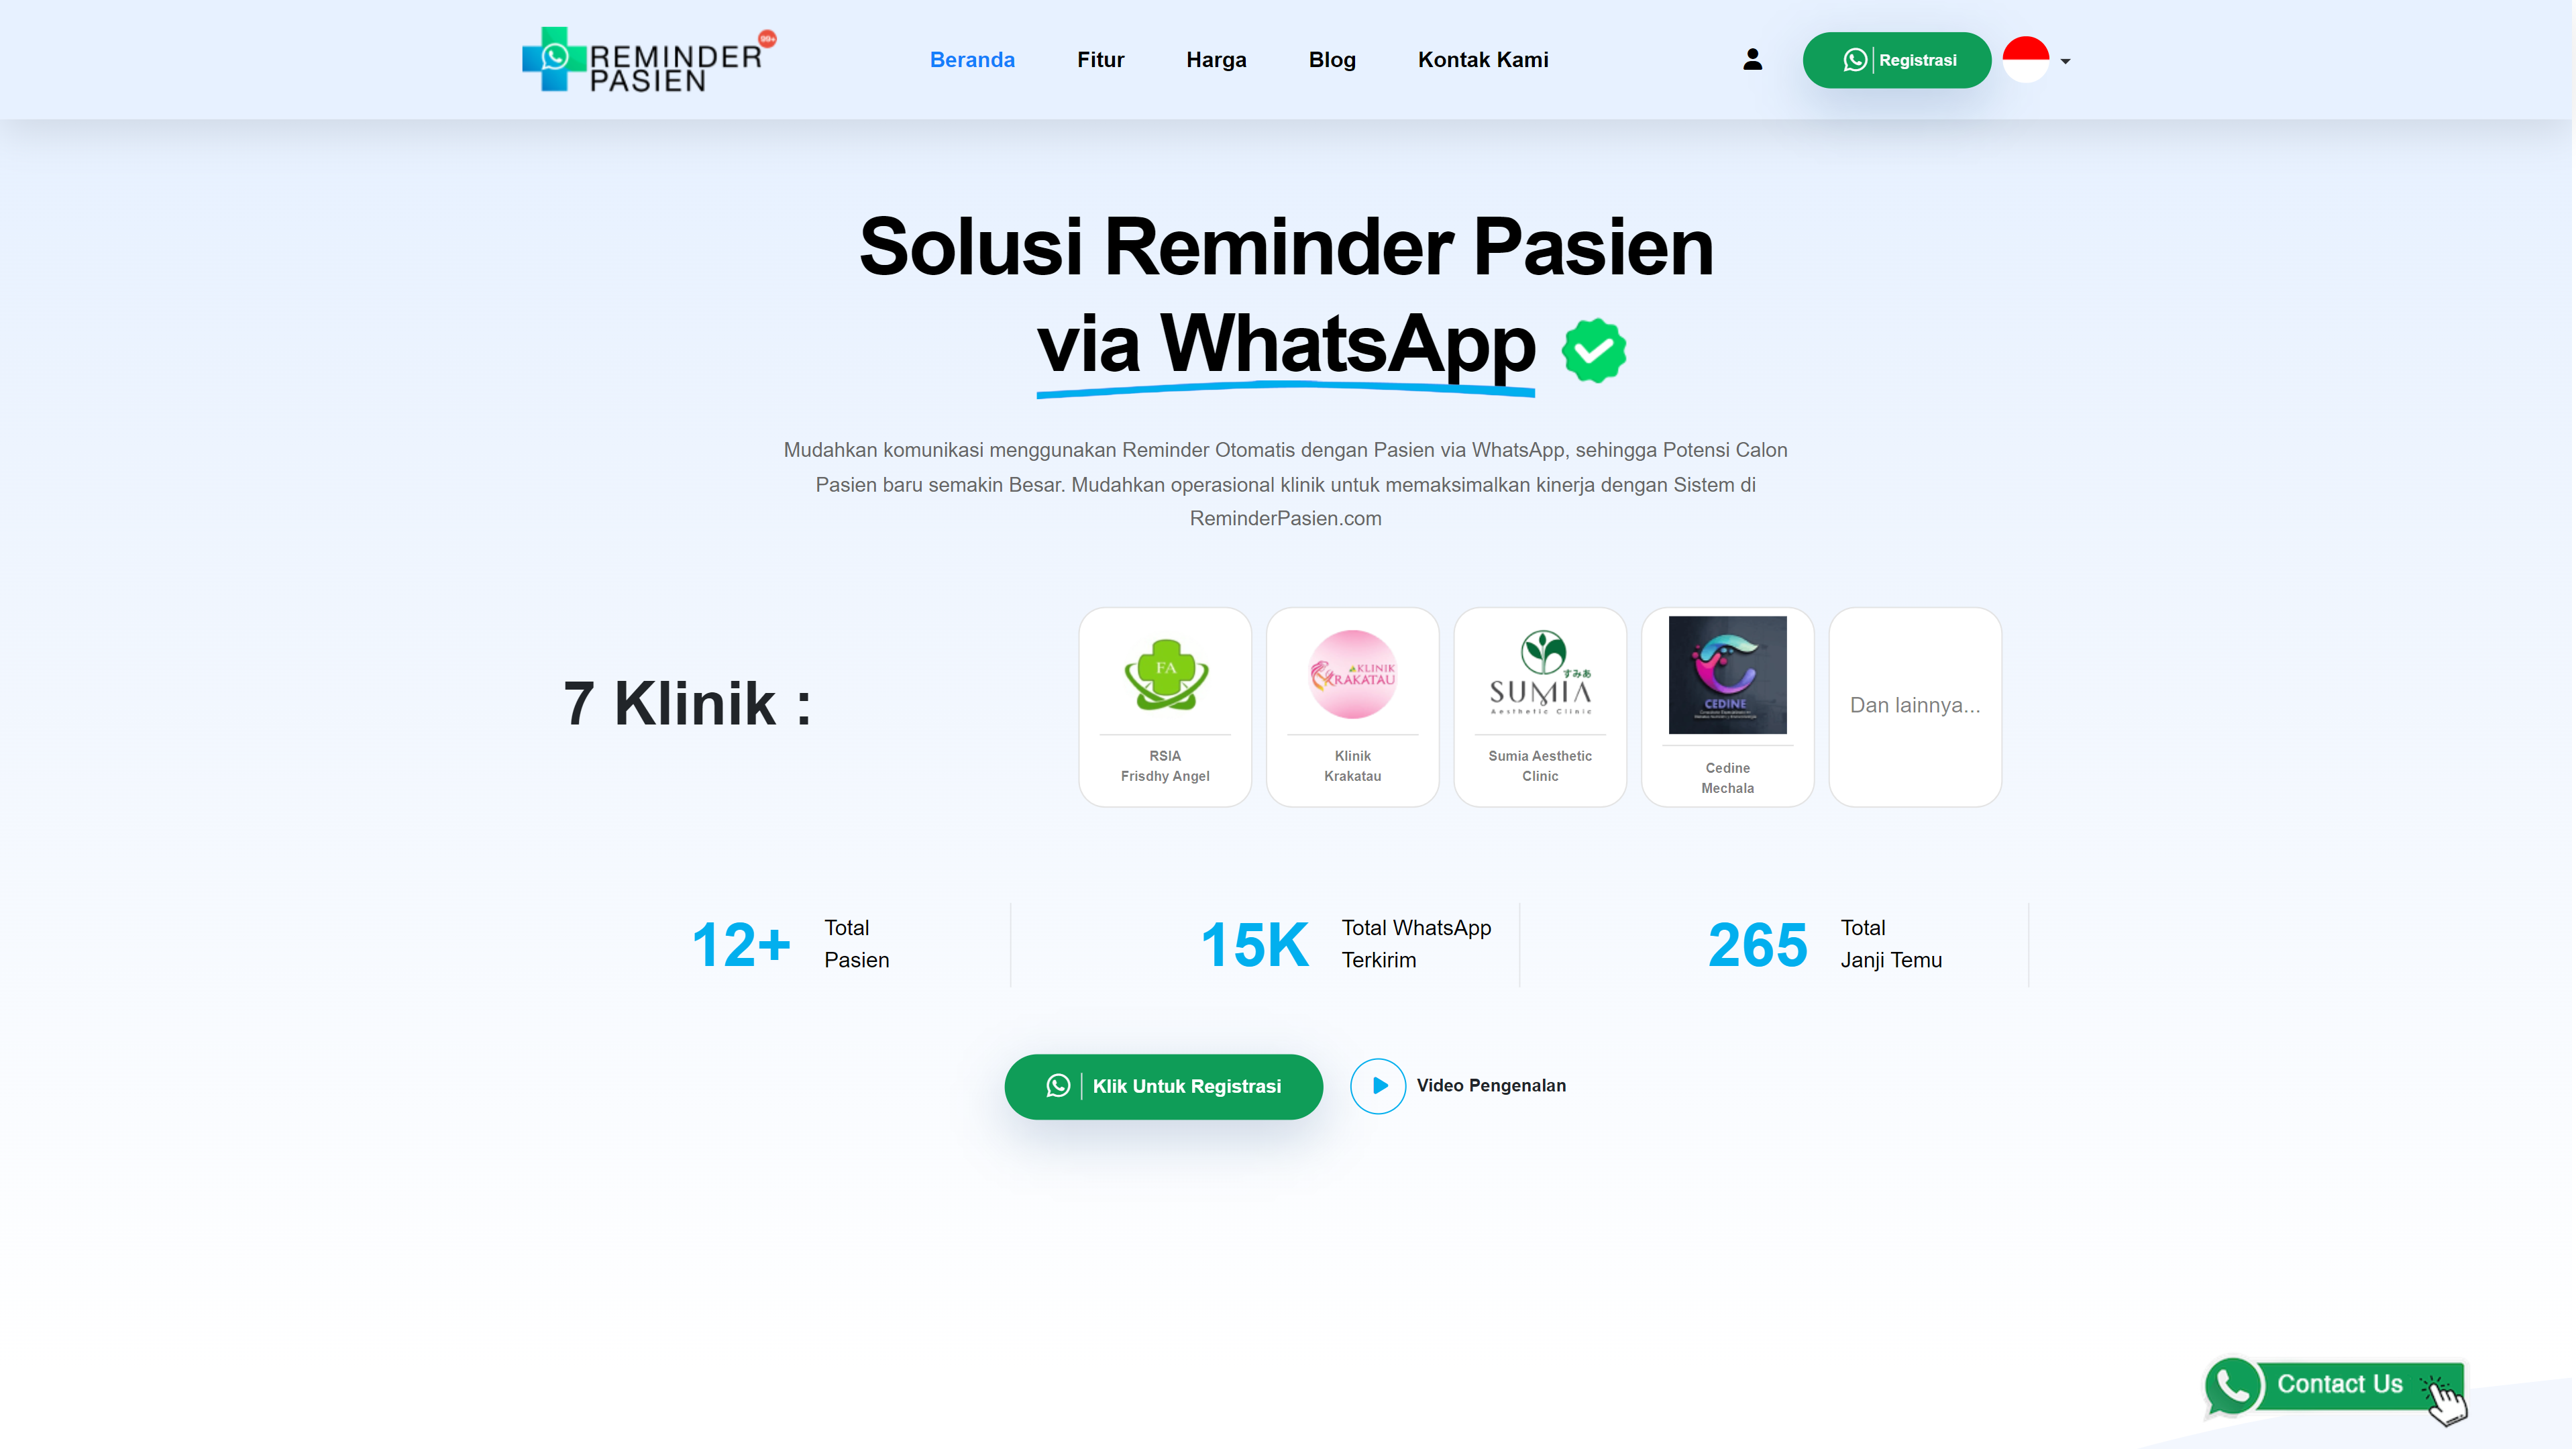 REMINDER
PASIEN
99+
Beranda
Fitur
Harga
Blog
Kontak Kami
Registrasi
Solusi Reminder Pasien
via WhatsApp
Mudahkan komunikasi menggunakan Reminder Otomatis dengan Pasien via WhatsApp, sehingga Potensi Calon
Pasien baru semakin Besar. Mudahkan operasional klinik untuk memaksimalkan kinerja dengan Sistem di
ReminderPasien.com
7 Klinik :
FA
RSIA
Frisdhy Angel
KLINIK
KRAKATAU
Klinik
Krakatau
すみあ
SUMIA
Aesthetic Clinic
Sumia Aesthetic
Clinic
CEDINE
Cedine
Mechala
Dan lainnya...
12+
Total
Pasien
15K
Total WhatsApp
Terkirim
265
Total
Janji Temu
Klik Untuk Registrasi
Video Pengenalan
Contact Us